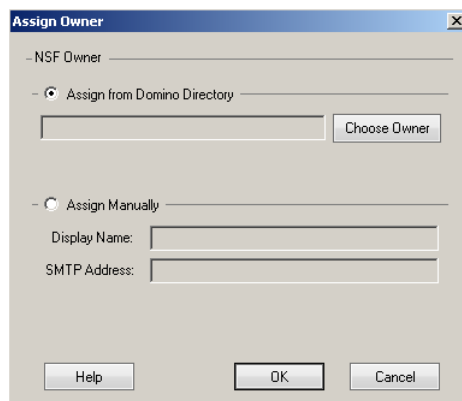 Assign Owner
NSF Owner
Assign from Domino Directory
Choose Owner
Assign Manually
Display Name:
SMTP Address:
Help OK Cancel